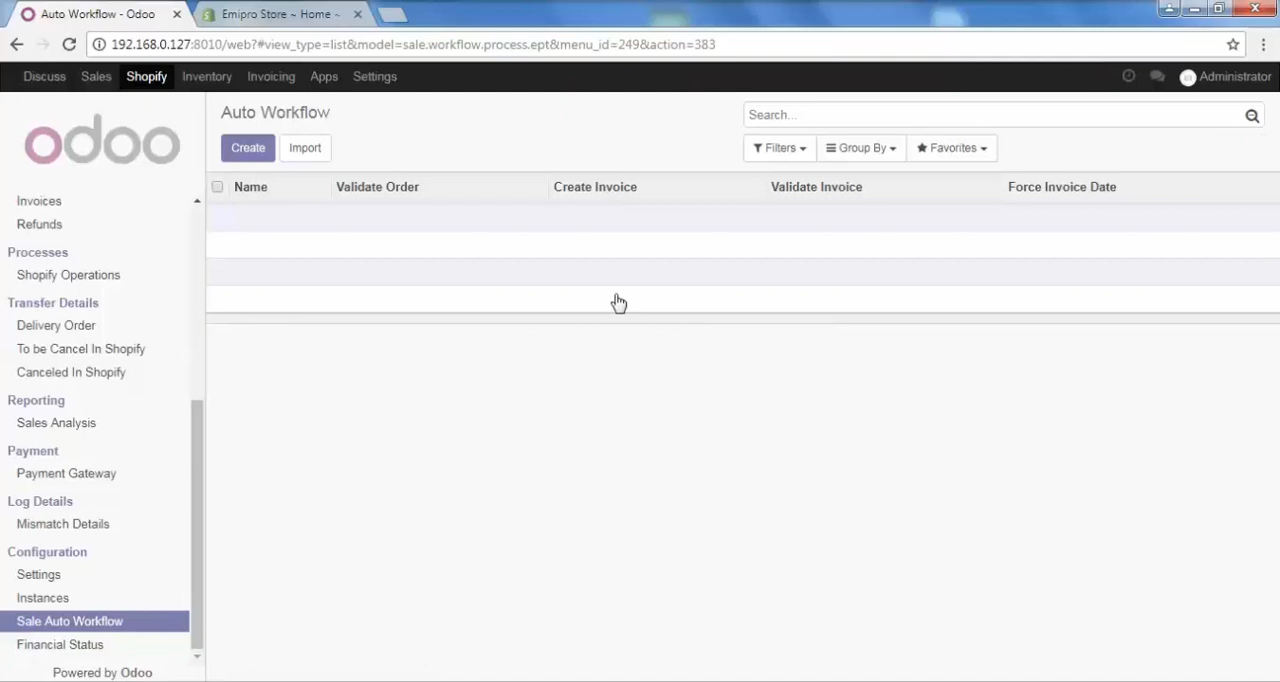 Auto Workflow - Odoo
Emipro Store ~ Home ~
192.168.0.127:8010/web?#view_type=list&model=sale.workflow.process.ept&menu_id=249&action=383
Discuss Sales Shopify Inventory Invoicing Apps Settings Administrator
odoo
Auto Workflow
Search...
Create Import Filters Group By Favorites
Name Validate Order Create Invoice Validate Invoice Force Invoice Date
Invoices
Refunds
Processes
Shopify Operations
Transfer Details
Delivery Order
To be Cancel In Shopify
Canceled In Shopify
Reporting
Sales Analysis
Payment
Payment Gateway
Log Details
Mismatch Details
Configuration
Settings
Instances
Sale Auto Workflow
Financial Status
Powered by Odoo